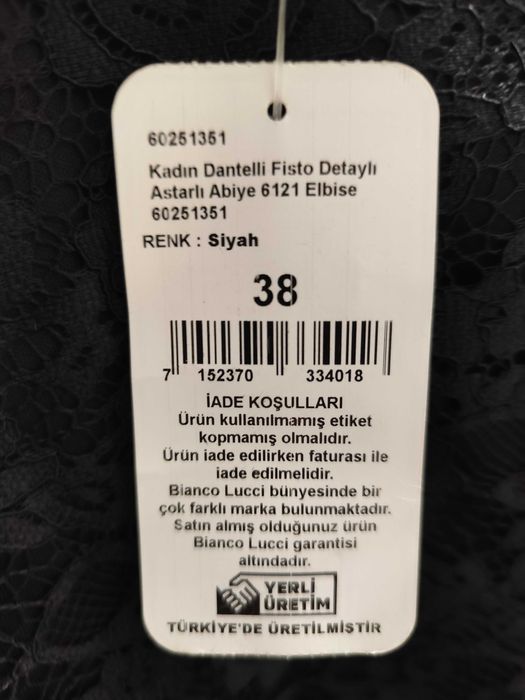 60251351
Kadın Dantelli Fisto Detaylı
Astarlı Abiye 6121 Elbise
60251351
RENK : Siyah
38
7 152370 334018
İADE KOŞULLARI
Ürün kullanılmamış etiket
kopmamış olmalıdır.
Ürün iade edilirken faturası ile
iade edilmelidir.
Bianco Lucci bünyesinde bir
çok farklı marka bulunmaktadır.
Satın almış olduğunuz ürün
Bianco Lucci garantisi
altındadır.
YERLİ
ÜRETİM
TÜRKİYE'DE ÜRETİLMİŞTİR